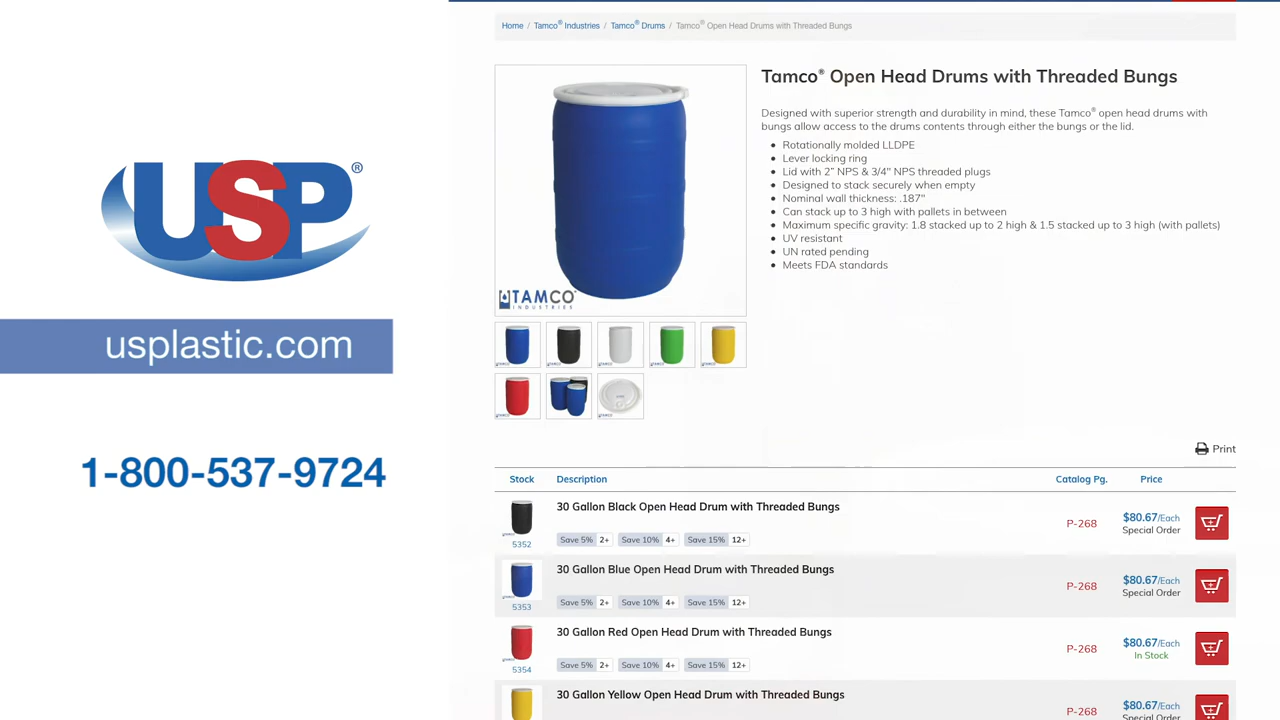 USP®
usplastic.com
1-800-537-9724
Home / Tamco® Industries / Tamco® Drums / Tamco® Open Head Drums with Threaded Bungs
TAMCO®
INDUSTRIES
Tamco® Open Head Drums with Threaded Bungs
Designed with superior strength and durability in mind, these Tamco® open head drums with
bungs allow access to the drums contents through either the bungs or the lid.
Rotationally molded LLDPE
Lever locking ring
Lid with 2" NPS & 3/4" NPS threaded plugs
Designed to stack securely when empty
Nominal wall thickness: .187"
Can stack up to 3 high with pallets in between
Maximum specific gravity: 1.8 stacked up to 2 high & 1.5 stacked up to 3 high (with pallets)
UV resistant
UN rated pending
Meets FDA standards
Print
Stock Description Catalog Pg. Price
30 Gallon Black Open Head Drum with Threaded Bungs
P-268 $80.67/Each
Special Order
Save 5% 2+ Save 10% 4+ Save 15% 12+
5352
30 Gallon Blue Open Head Drum with Threaded Bungs
P-268 $80.67/Each
Special Order
Save 5% 2+ Save 10% 4+ Save 15% 12+
5353
30 Gallon Red Open Head Drum with Threaded Bungs
P-268 $80.67/Each
In Stock
Save 5% 2+ Save 10% 4+ Save 15% 12+
5354
30 Gallon Yellow Open Head Drum with Threaded Bungs
P-268 $80.67/Each
Special Order